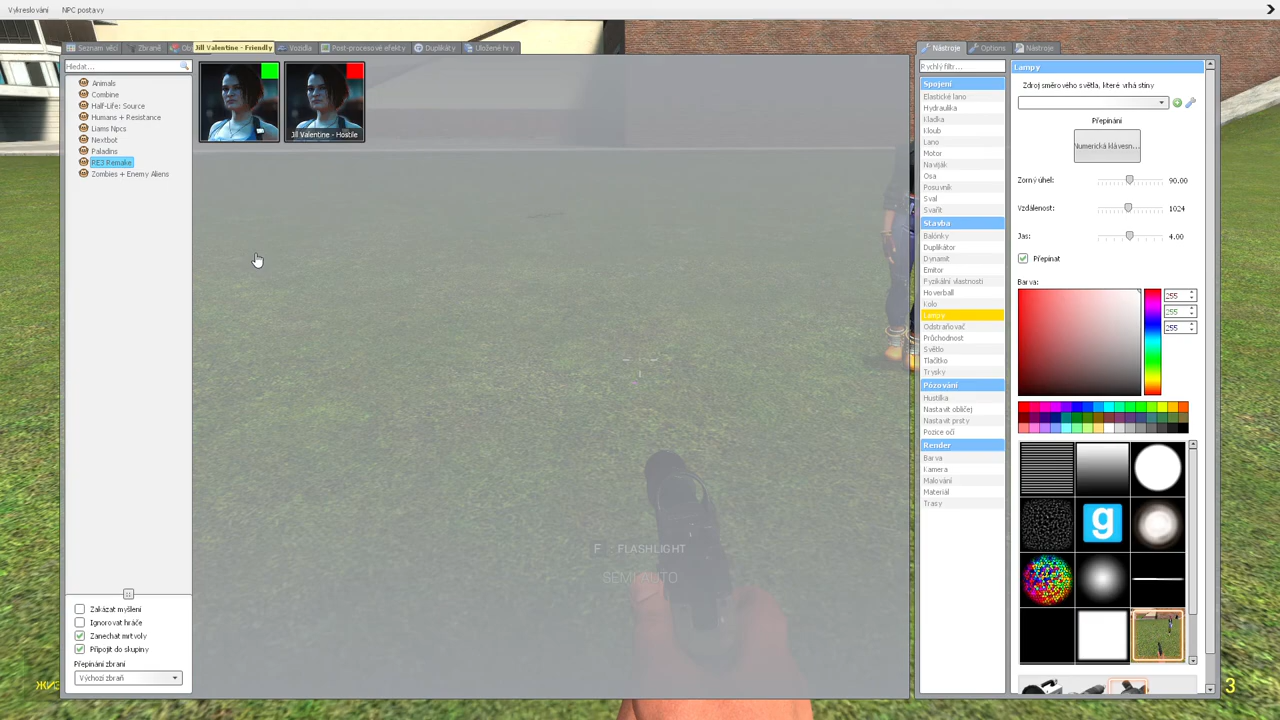 Vykreslování NPC postavy
Seznam věcí Zbraně Jill Valentine - Friendly Vozidla Post-procesové efekty Duplikáty Uložené hry
Hledat...
Animals
Combine
Half-Life: Source
Humans + Resistance
Liams Npcs
Nextbot
Paladins
RE3 Remake
Zombies + Enemy Aliens
Jill Valentine - Hostile
Zakázat myšlení
Ignorovat hráče
Zanechat mrtvoly
Připojit do skupiny
Přepínání zbraní
Výchozí zbraň
F FLASHLIGHT
SEMI-AUTO
Nástroje Options Nástroje
Rychlý filtr...
Spojení
Elastické lano
Hydraulika
Kladka
Kloub
Lano
Motor
Naviják
Osa
Posuvník
Sval
Svařit
Stavba
Balónky
Duplikátor
Dynamit
Emitor
Fyzikální vlastnosti
Hoverball
Kolo
Lampy
Odstraňovač
Průchodnost
Světlo
Tlačítko
Trysky
Pózování
Hustilka
Nastavit obličej
Nastavit prsty
Pozice očí
Render
Barva
Kamera
Malování
Materiál
Trasy
Lampy
Zdroj směrového světla, které vrhá stíny
Přepínání
Numerická klávesn...
Zorný úhel: 90.00
Vzdálenost: 1024
Jas: 4.00
Přepínat
Barva:
255
255
255
g
ЖИЗ
3